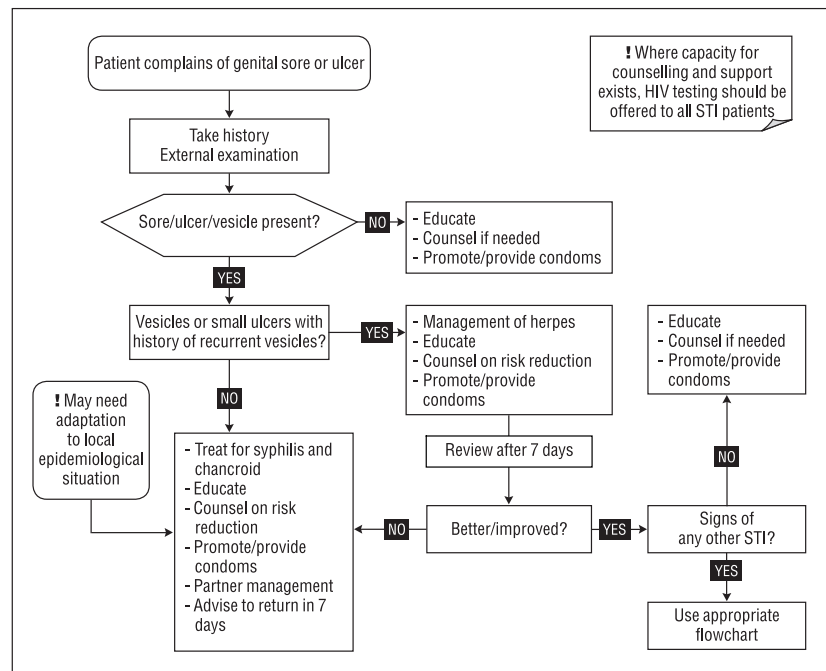 Patient complains of genital sore or ulcer
! Where capacity for
counselling and support
exists, HIV testing should be
offered to all STI patients
Take history
External examination
Sore/ulcer/vesicle present?
NO
- Educate
- Counsel if needed
- Promote/provide condoms
YES
Vesicles or small ulcers with
history of recurrent vesicles?
YES
- Management of herpes
- Educate
- Counsel on risk reduction
- Promote/provide
condoms
- Educate
- Counsel if needed
- Promote/provide
condoms
NO
! May need
adaptation
to local
epidemiological
situation
- Treat for syphilis and
chancroid
- Educate
- Counsel on risk
reduction
- Promote/provide
condoms
- Partner management
- Advise to return in 7
days
Review after 7 days
NO
Better/improved?
YES
NO
Signs of
any other STI?
YES
Use appropriate
flowchart